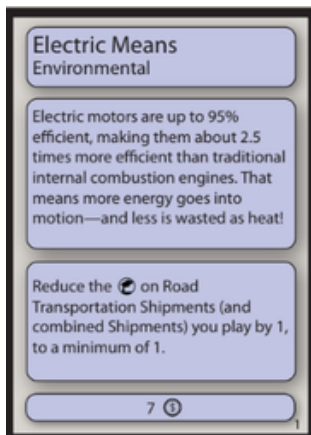 Electric Means
Environmental
Electric motors are up to 95%
efficient, making them about 2.5
times more efficient than traditional
internal combustion engines. That
means more energy goes into
motion—and less is wasted as heat!
Reduce the on Road
Transportation Shipments (and
combined Shipments) you play by 1,
to a minimum of 1.
7 $
1